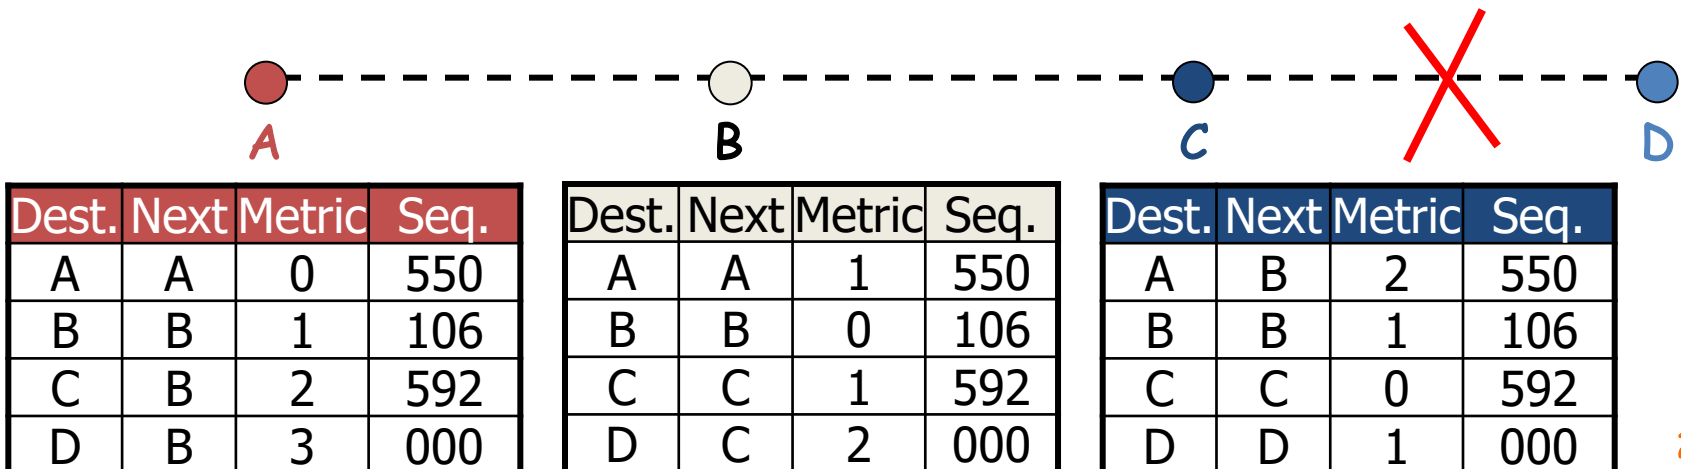 A B C D
Dest. Next Metric Seq.
A A 0 550
B B 1 106
C B 2 592
D B 3 000
Dest. Next Metric Seq.
A A 1 550
B B 0 106
C C 1 592
D C 2 000
Dest. Next Metric Seq.
A B 2 550
B B 1 106
C C 0 592
D D 1 000